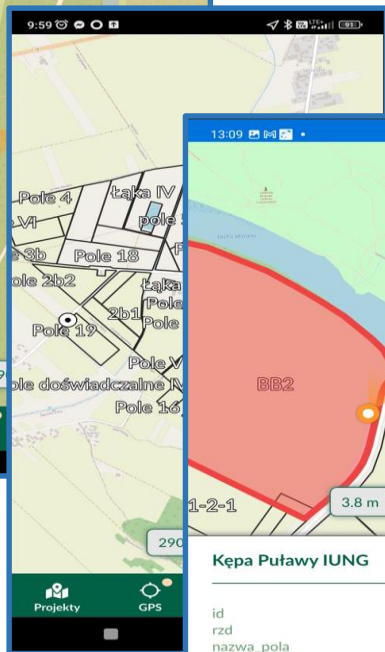 9:59
LTE+
91
Pole 4
Łąka IV
VI
pole
3b
Pole 18
2b2
Łąka
2b1
Pole
Pole 19
Pole
Pole V
doświadczalne
Pole 16
290
Projekty
GPS
13:09
BB2
1-2-1
3.8 m
Kępa Puławy IUNG
id
rzd
nazwa_pola